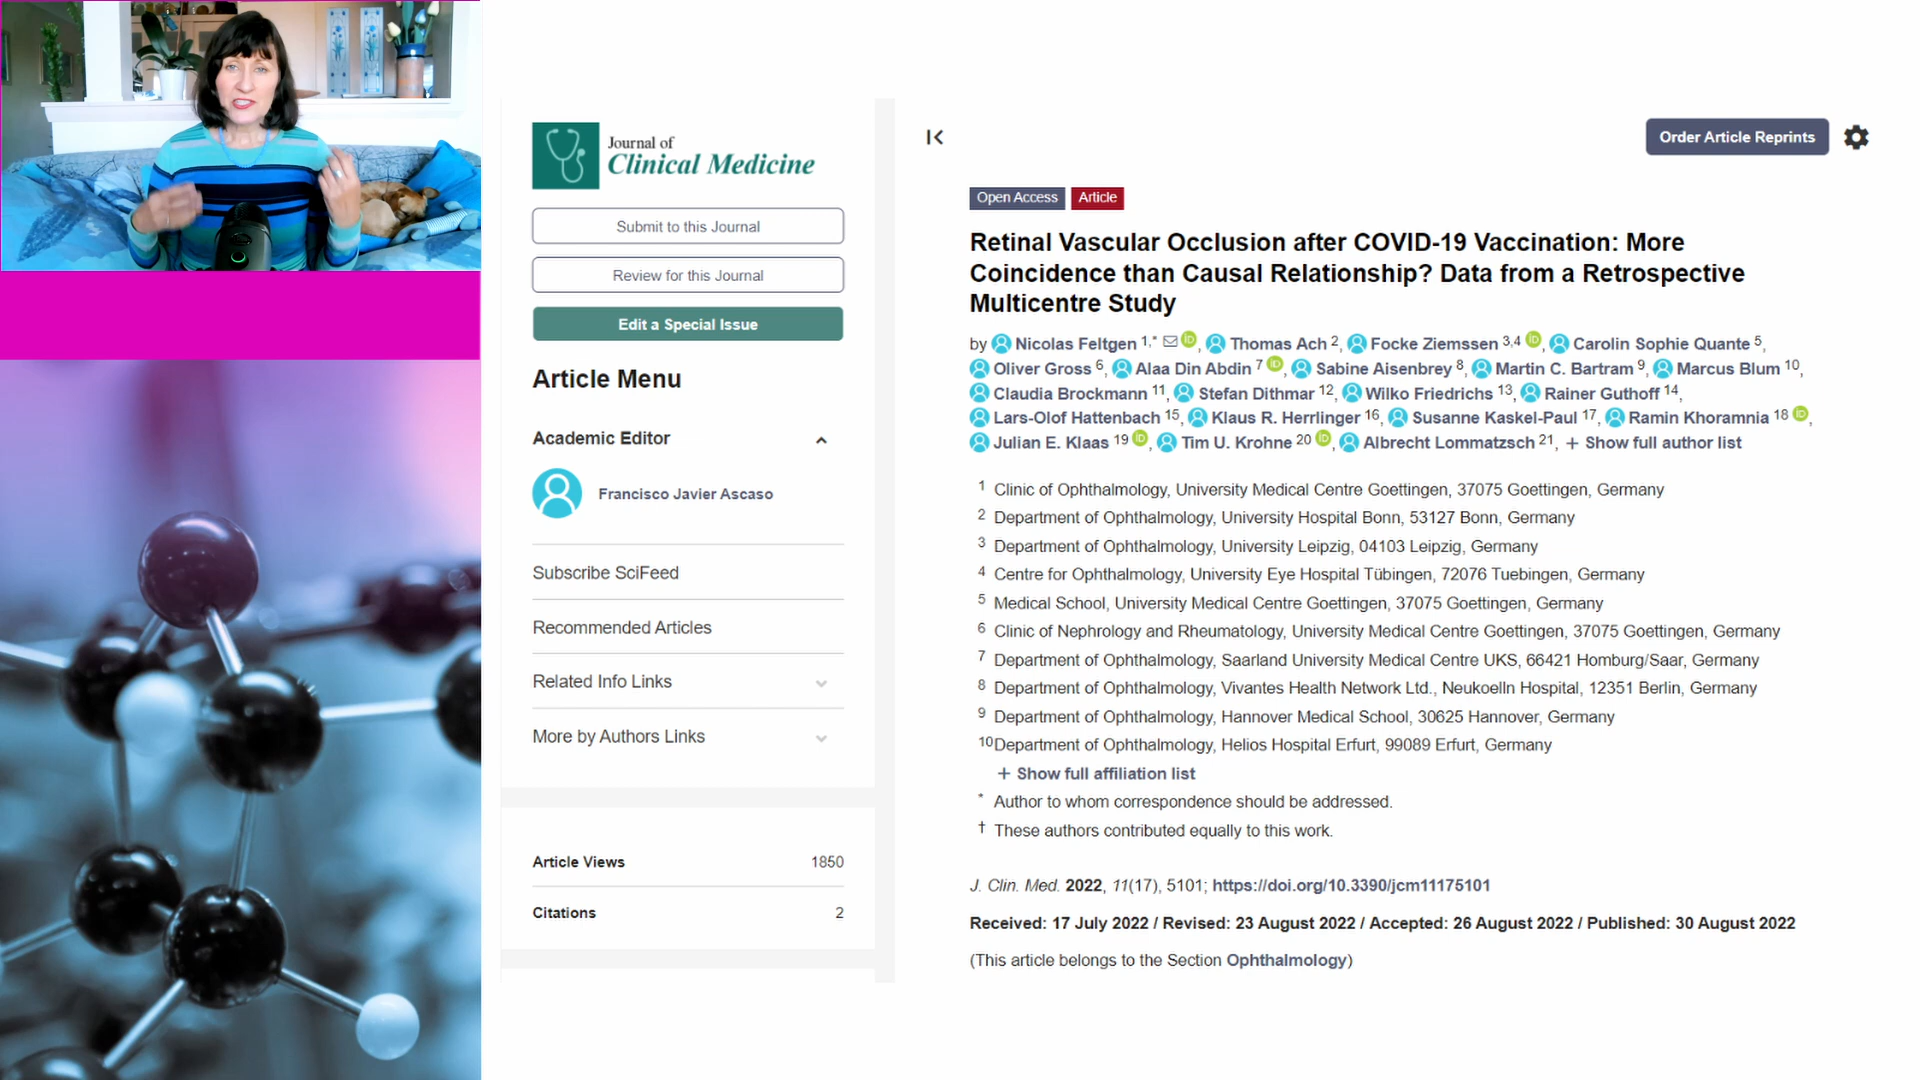 Journal of
Clinical Medicine
Submit to this Journal
Review for this Journal
Edit a Special Issue
Article Menu
Academic Editor
Francisco Javier Ascaso
Subscribe SciFeed
Recommended Articles
Related Info Links
More by Authors Links
Article Views 1850
Citations 2
Order Article Reprints
Open Access Article
Retinal Vascular Occlusion after COVID-19 Vaccination: More
Coincidence than Causal Relationship? Data from a Retrospective
Multicentre Study
by Nicolas Feltgen 1,* iD, Thomas Ach 2, Focke Ziemssen 3,4 iD, Carolin Sophie Quante 5,
Oliver Gross 6, Alaa Din Abdin 7 iD, Sabine Aisenbrey 8, Martin C. Bartram 9, Marcus Blum 10,
Claudia Brockmann 11, Stefan Dithmar 12, Wilko Friedrichs 13, Rainer Guthoff 14,
Lars-Olof Hattenbach 15, Klaus R. Herrlinger 16, Susanne Kaskel-Paul 17, Ramin Khoramnia 18 iD,
Julian E. Klaas 19 iD, Tim U. Krohne 20 iD, Albrecht Lommatzsch 21, + Show full author list
1 Clinic of Ophthalmology, University Medical Centre Goettingen, 37075 Goettingen, Germany
2 Department of Ophthalmology, University Hospital Bonn, 53127 Bonn, Germany
3 Department of Ophthalmology, University Leipzig, 04103 Leipzig, Germany
4 Centre for Ophthalmology, University Eye Hospital Tübingen, 72076 Tuebingen, Germany
5 Medical School, University Medical Centre Goettingen, 37075 Goettingen, Germany
6 Clinic of Nephrology and Rheumatology, University Medical Centre Goettingen, 37075 Goettingen, Germany
7 Department of Ophthalmology, Saarland University Medical Centre UKS, 66421 Homburg/Saar, Germany
8 Department of Ophthalmology, Vivantes Health Network Ltd., Neukoelln Hospital, 12351 Berlin, Germany
9 Department of Ophthalmology, Hannover Medical School, 30625 Hannover, Germany
10 Department of Ophthalmology, Helios Hospital Erfurt, 99089 Erfurt, Germany
+ Show full affiliation list
* Author to whom correspondence should be addressed.
† These authors contributed equally to this work.
J. Clin. Med. 2022, 11(17), 5101; https://doi.org/10.3390/jcm11175101
Received: 17 July 2022 / Revised: 23 August 2022 / Accepted: 26 August 2022 / Published: 30 August 2022
(This article belongs to the Section Ophthalmology)